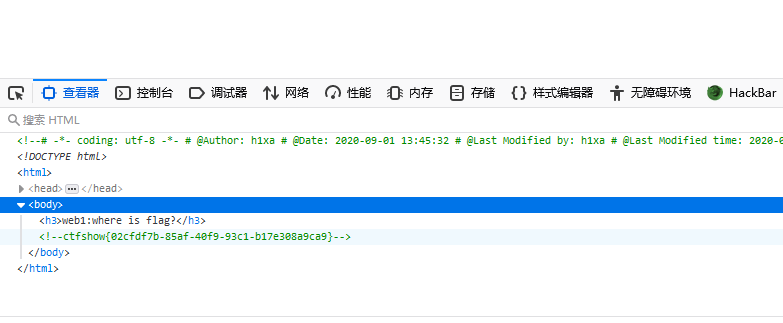 查看器 控制台 调试器 网络 性能 内存 存储 样式编辑器 无障碍环境 HackBar
搜索 HTML
<!--# -*- coding: utf-8 -*- # @Author: h1xa # @Date: 2020-09-01 13:45:32 # @Last Modified by: h1xa # @Last Modified time: 2020-0
<!DOCTYPE html>
<html>
<head>…</head>
<body>
<h3>web1:where is flag?</h3>
<!--ctfshow{02cfdf7b-85af-40f9-93c1-b17e308a9ca9}-->
</body>
</html>